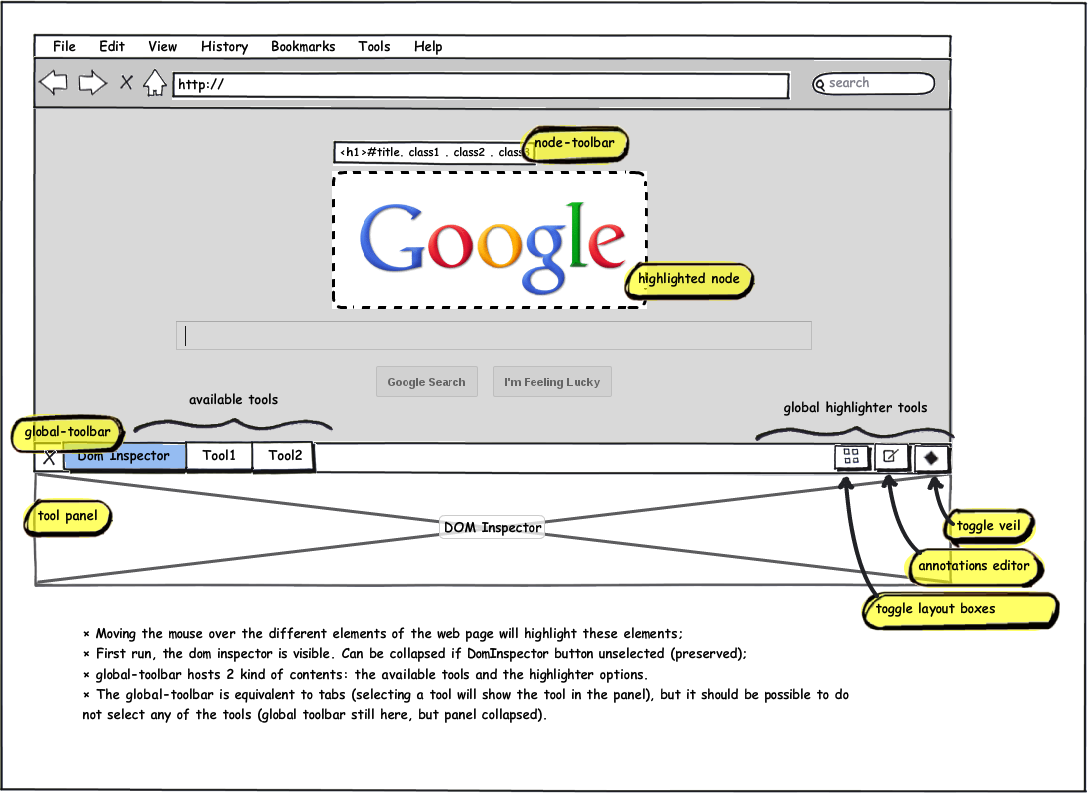 File Edit View History Bookmarks Tools Help
http://
search
node-toolbar
<h1>#title. class1 . class2 . class3
Google
highlighted node
Google Search I'm Feeling Lucky
available tools
global highlighter tools
global-toolbar
X Dom Inspector Tool1 Tool2
tool panel
DOM Inspector
toggle veil
annotations editor
toggle layout boxes
× Moving the mouse over the different elements of the web page will highlight these elements;
× First run, the dom inspector is visible. Can be collapsed if DomInspector button unselected (preserved);
× global-toolbar hosts 2 kind of contents: the available tools and the highlighter options.
× The global-toolbar is equivalent to tabs (selecting a tool will show the tool in the panel), but it should be possible to do
not select any of the tools (global toolbar still here, but panel collapsed).